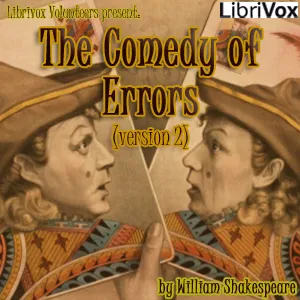 Librivox Volunteers present:
LibriVox
The Comedy of
Errors
(version 2)
by William Shakespeare